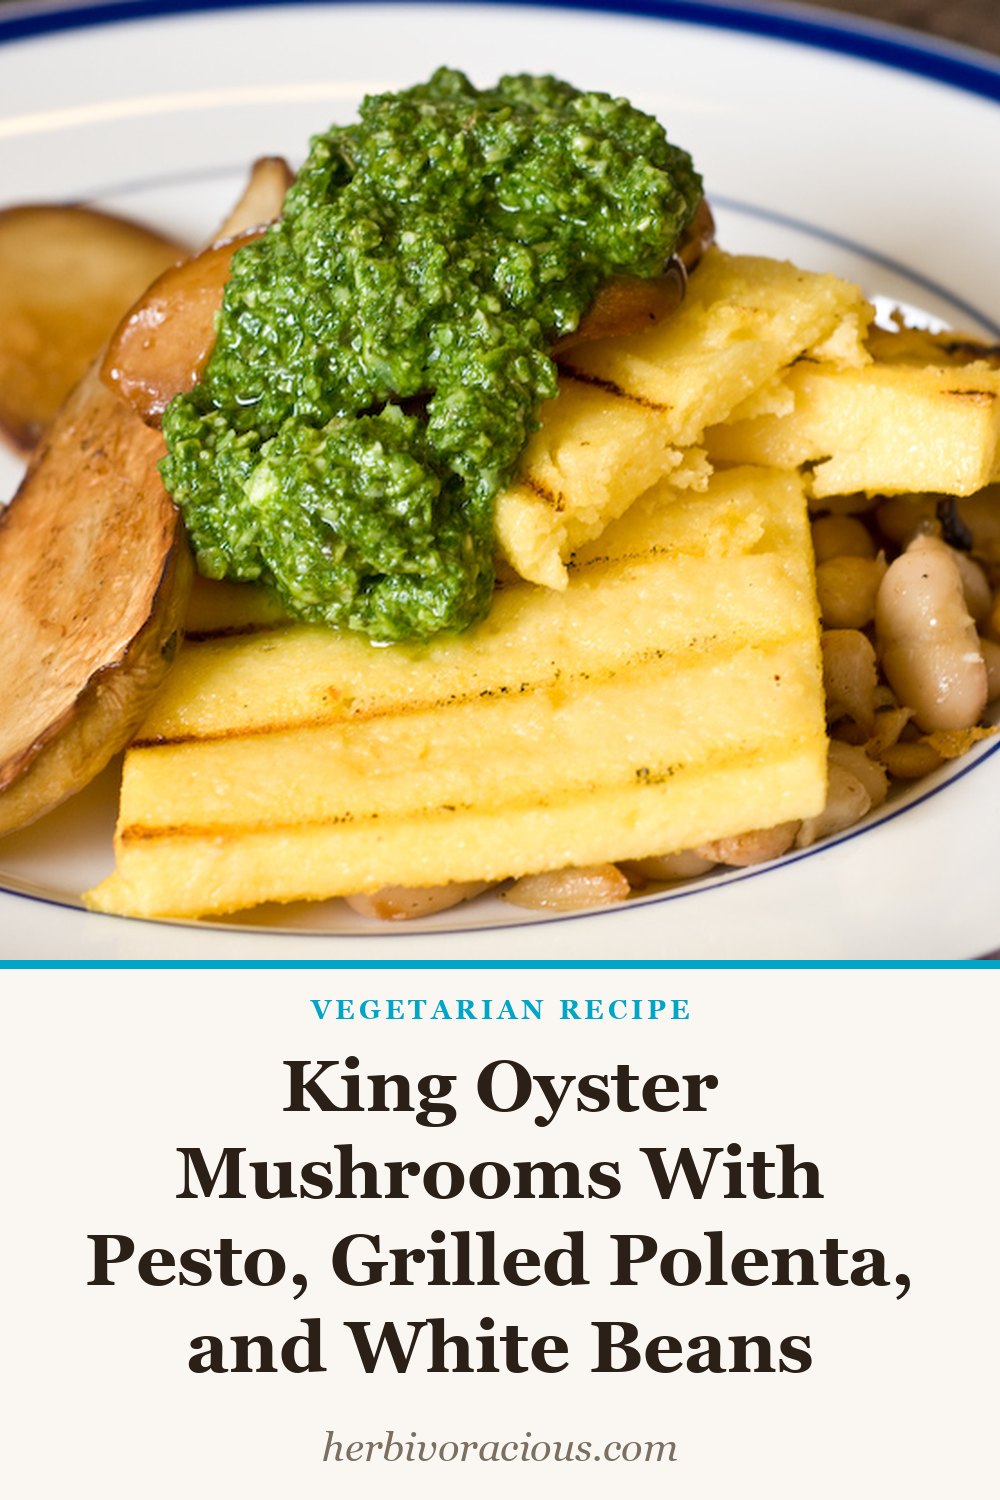 VEGETARIAN RECIPE
King Oyster
Mushrooms With
Pesto, Grilled Polenta,
and White Beans
herbivoracious.com